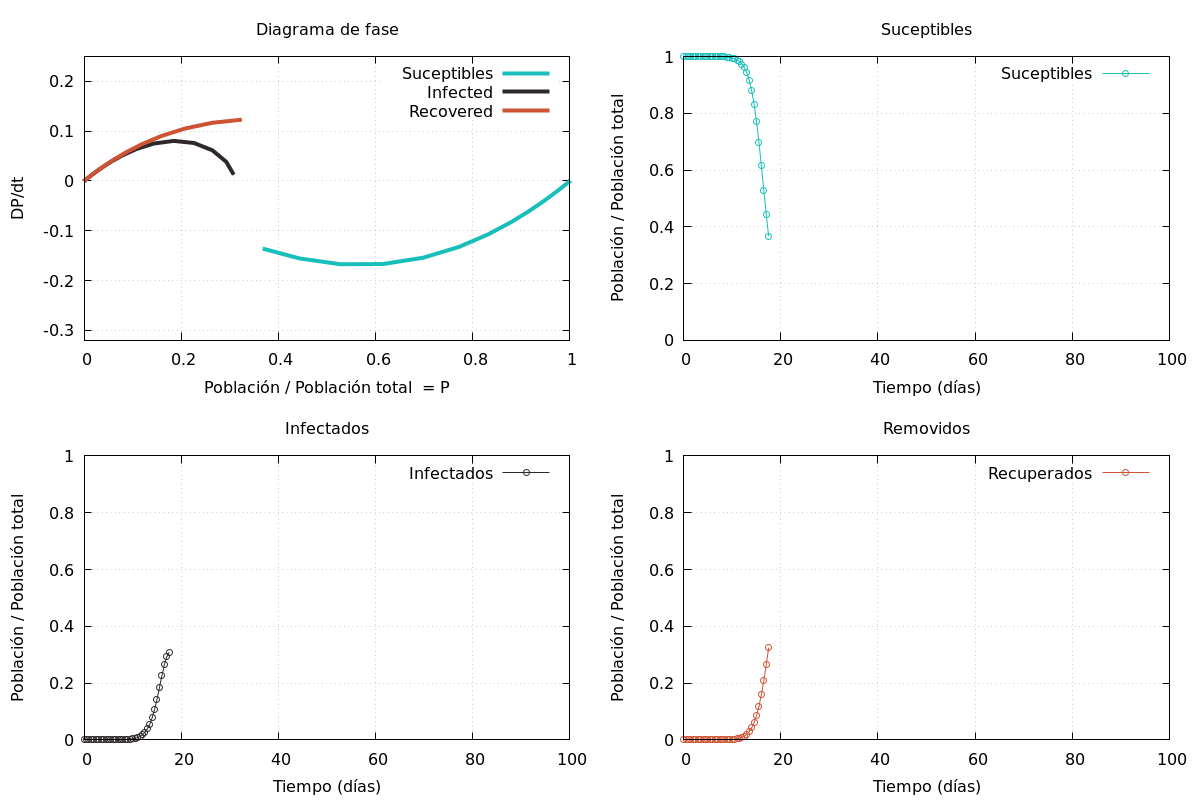 Diagrama de fase
0.2
0.1
0
-0.1
-0.2
-0.3
DP/dt
Suceptibles
Infected
Recovered
0 0.2 0.4 0.6 0.8 1
Población / Población total = P
Suceptibles
1
0.8
0.6
0.4
0.2
0
Población / Población total
Suceptibles
0 20 40 60 80 100
Tiempo (días)
Infectados
1
0.8
0.6
0.4
0.2
0
Población / Población total
Infectados
0 20 40 60 80 100
Tiempo (días)
Removidos
1
0.8
0.6
0.4
0.2
0
Población / Población total
Recuperados
0 20 40 60 80 100
Tiempo (días)